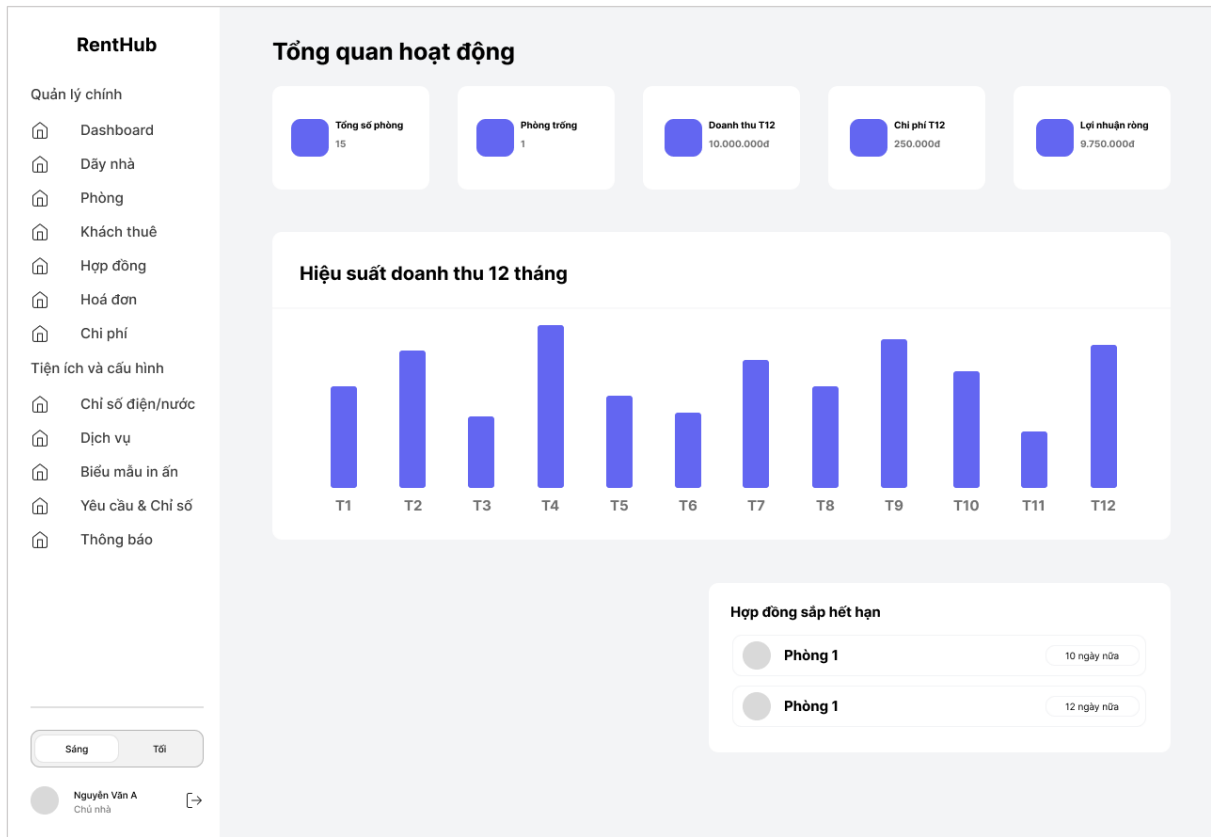 RentHub
Quản lý chính
Dashboard
Dãy nhà
Phòng
Khách thuê
Hợp đồng
Hoá đơn
Chi phí
Tiện ích và cấu hình
Chỉ số điện/nước
Dịch vụ
Biểu mẫu in ấn
Yêu cầu & Chỉ số
Thông báo
Sáng
Tối
Nguyễn Văn A
Chủ nhà
Tổng quan hoạt động
Tổng số phòng
15
Phòng trống
1
Doanh thu T12
10.000.000đ
Chi phí T12
250.000đ
Lợi nhuận ròng
9.750.000đ
Hiệu suất doanh thu 12 tháng
T1 T2 T3 T4 T5 T6 T7 T8 T9 T10 T11 T12
Hợp đồng sắp hết hạn
Phòng 1
10 ngày nữa
Phòng 1
12 ngày nữa